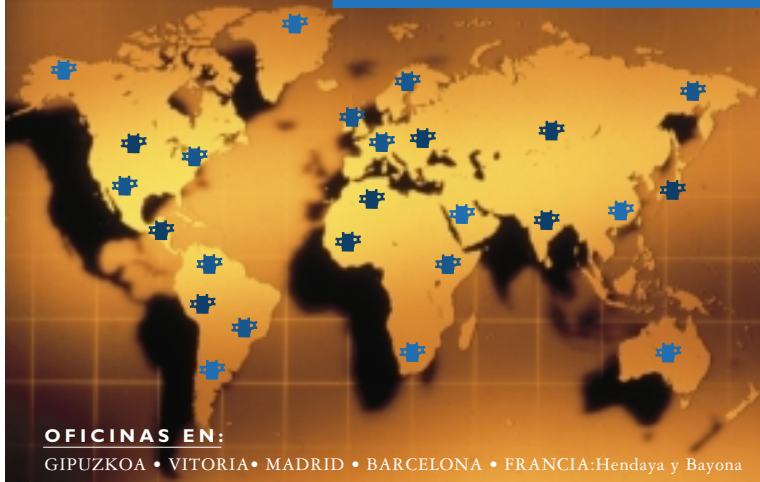 OFICINAS EN:
GIPUZKOA • VITORIA• MADRID • BARCELONA • FRANCIA:Hendaya y Bayona